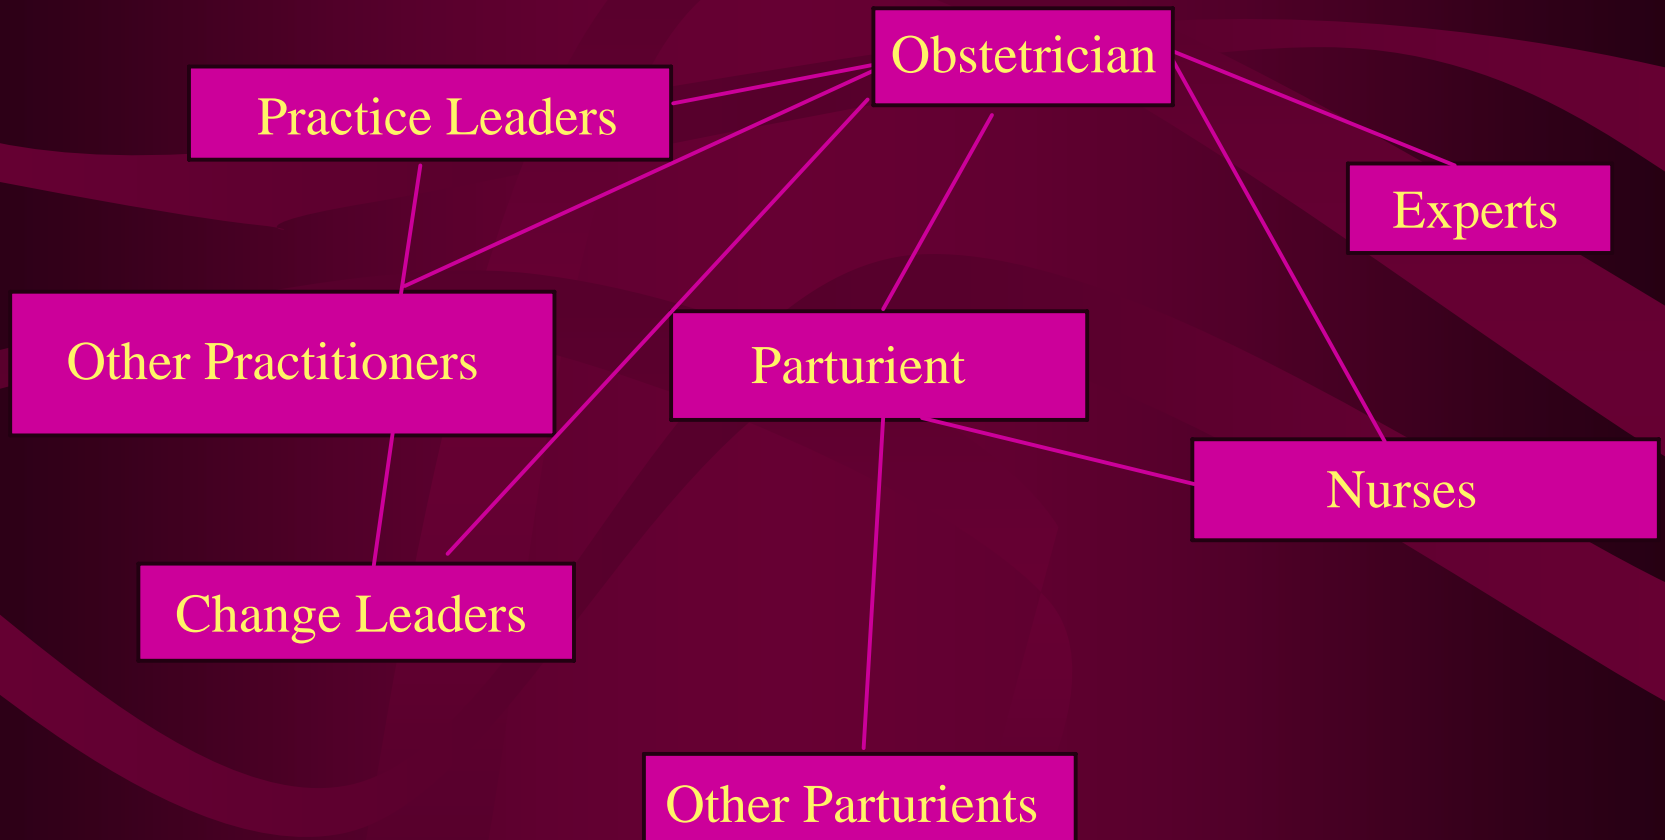 Obstetrician
Practice Leaders
Experts
Other Practitioners
Parturient
Nurses
Change Leaders
Other Parturients